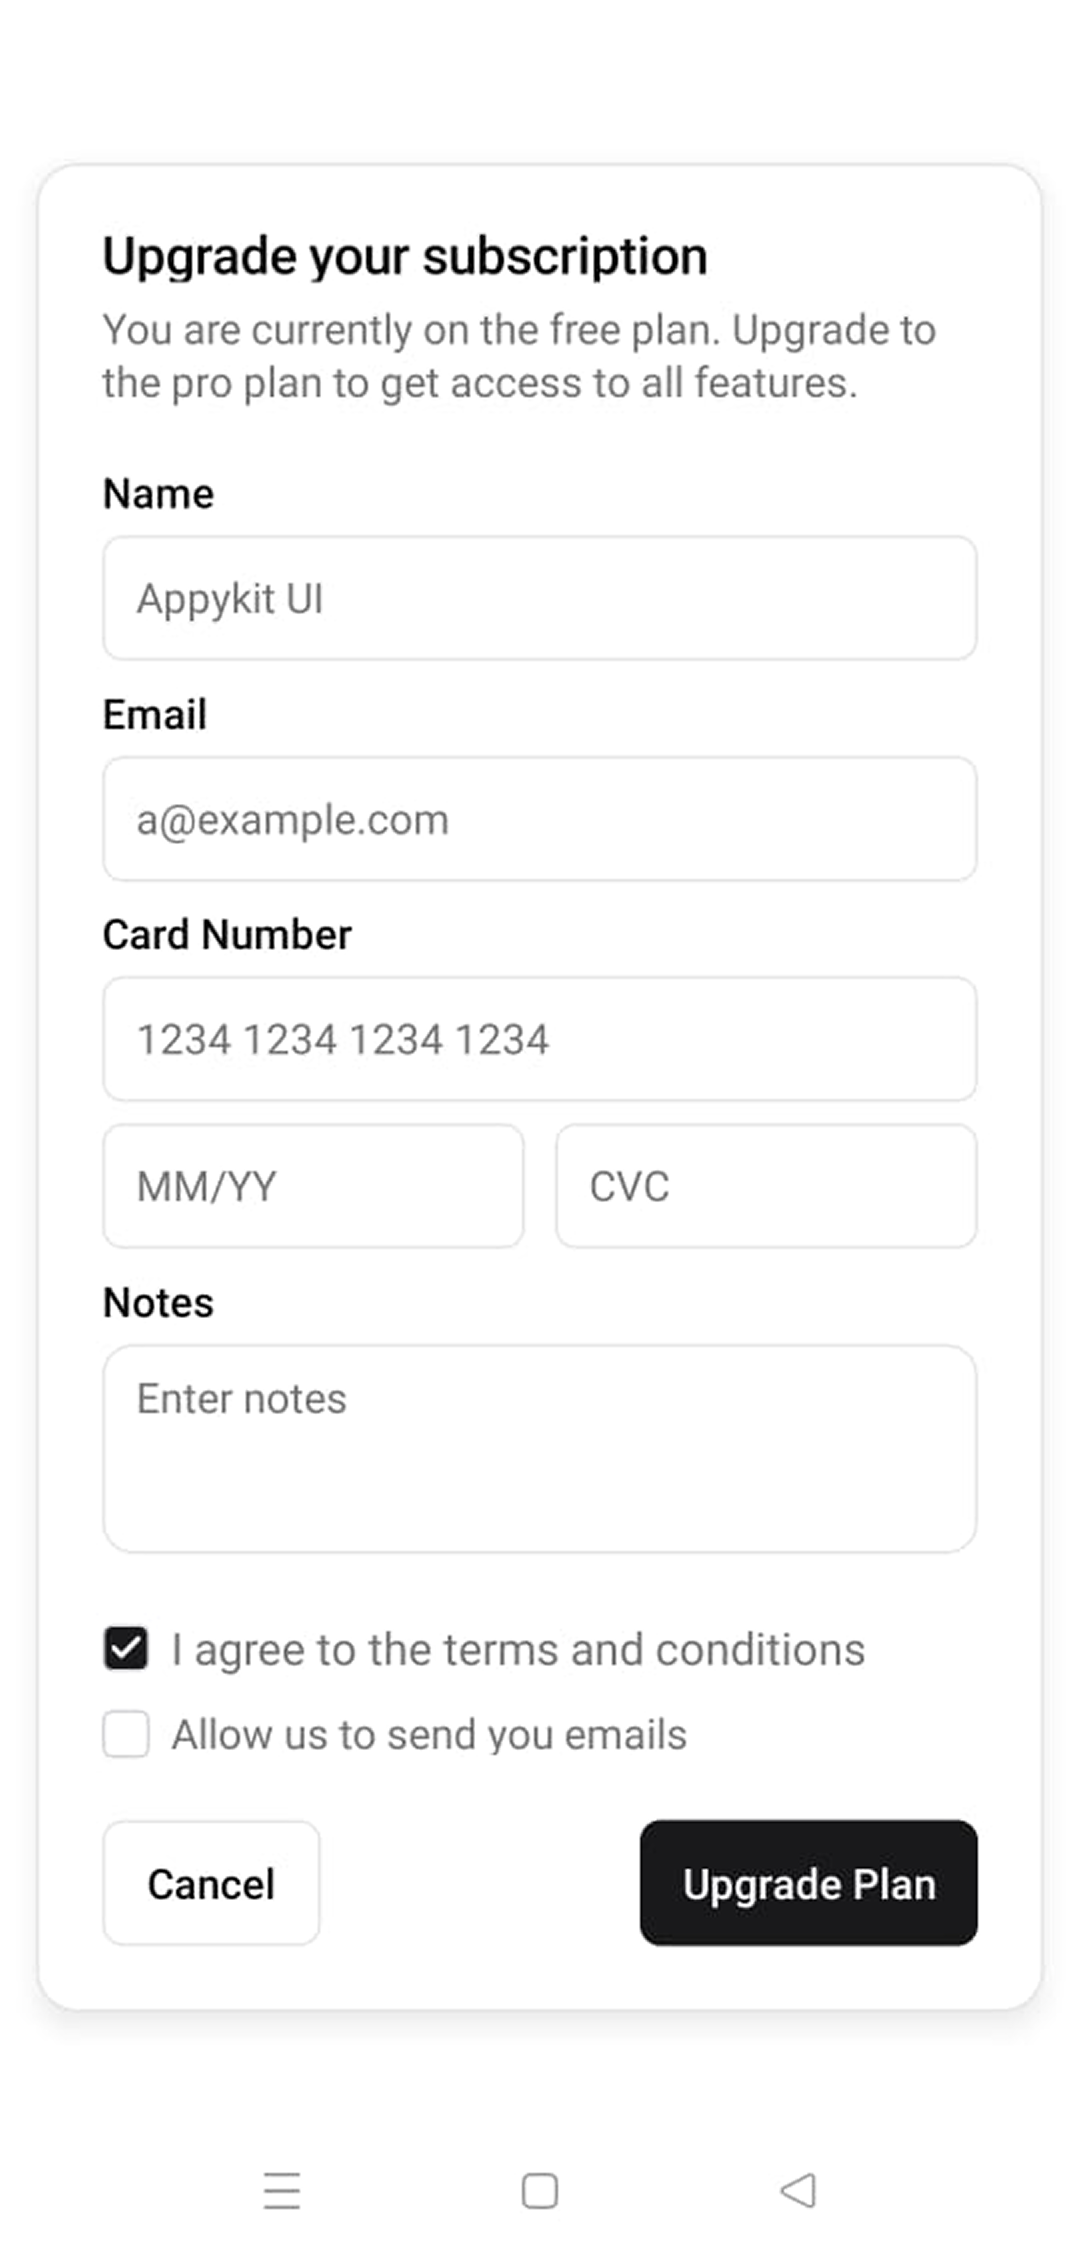 Upgrade your subscription
You are currently on the free plan. Upgrade to
the pro plan to get access to all features.
Name
Appykit UI
Email
a@example.com
Card Number
1234 1234 1234 1234
MM/YY CVC
Notes
Enter notes
I agree to the terms and conditions
Allow us to send you emails
Cancel Upgrade Plan